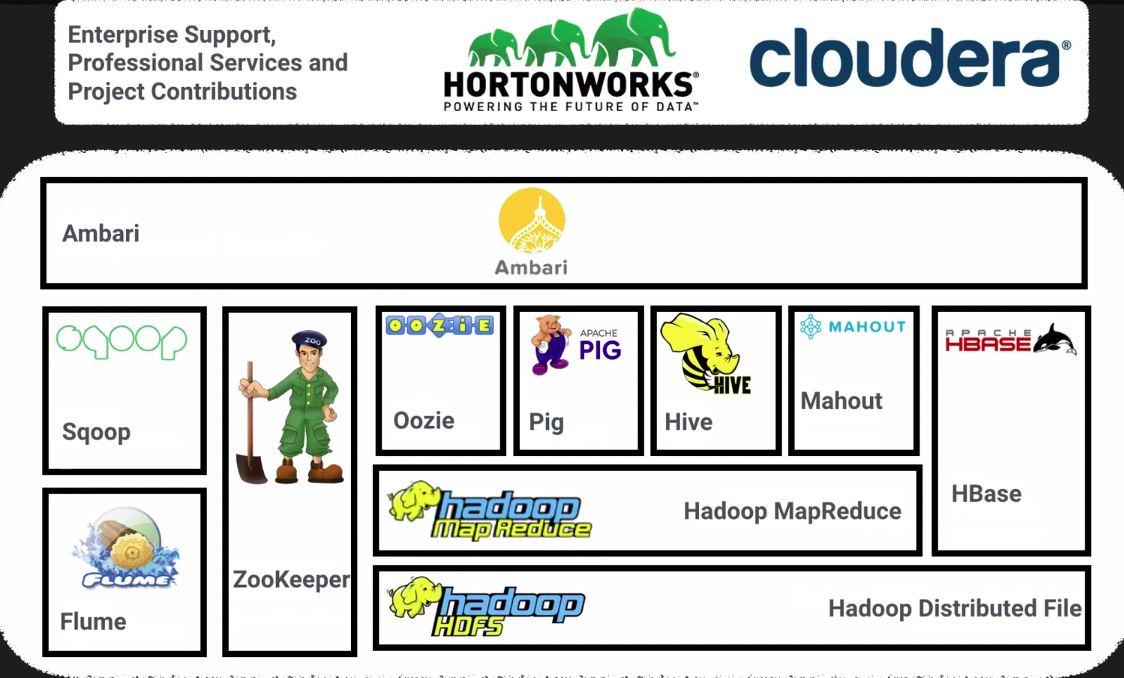 Enterprise Support,
Professional Services and
Project Contributions
HORTONWORKS®
POWERING THE FUTURE OF DATA™
cloudera®
Ambari
Ambari
sqoop
Sqoop
FLUME
Flume
ZOO
ZooKeeper
OOZIE
Oozie
APACHE
PIG
Pig
HIVE
Hive
MAHOUT
Mahout
APACHE
HBASE
HBase
hadoop
Map Reduce
Hadoop MapReduce
hadoop
HDFS
Hadoop Distributed File